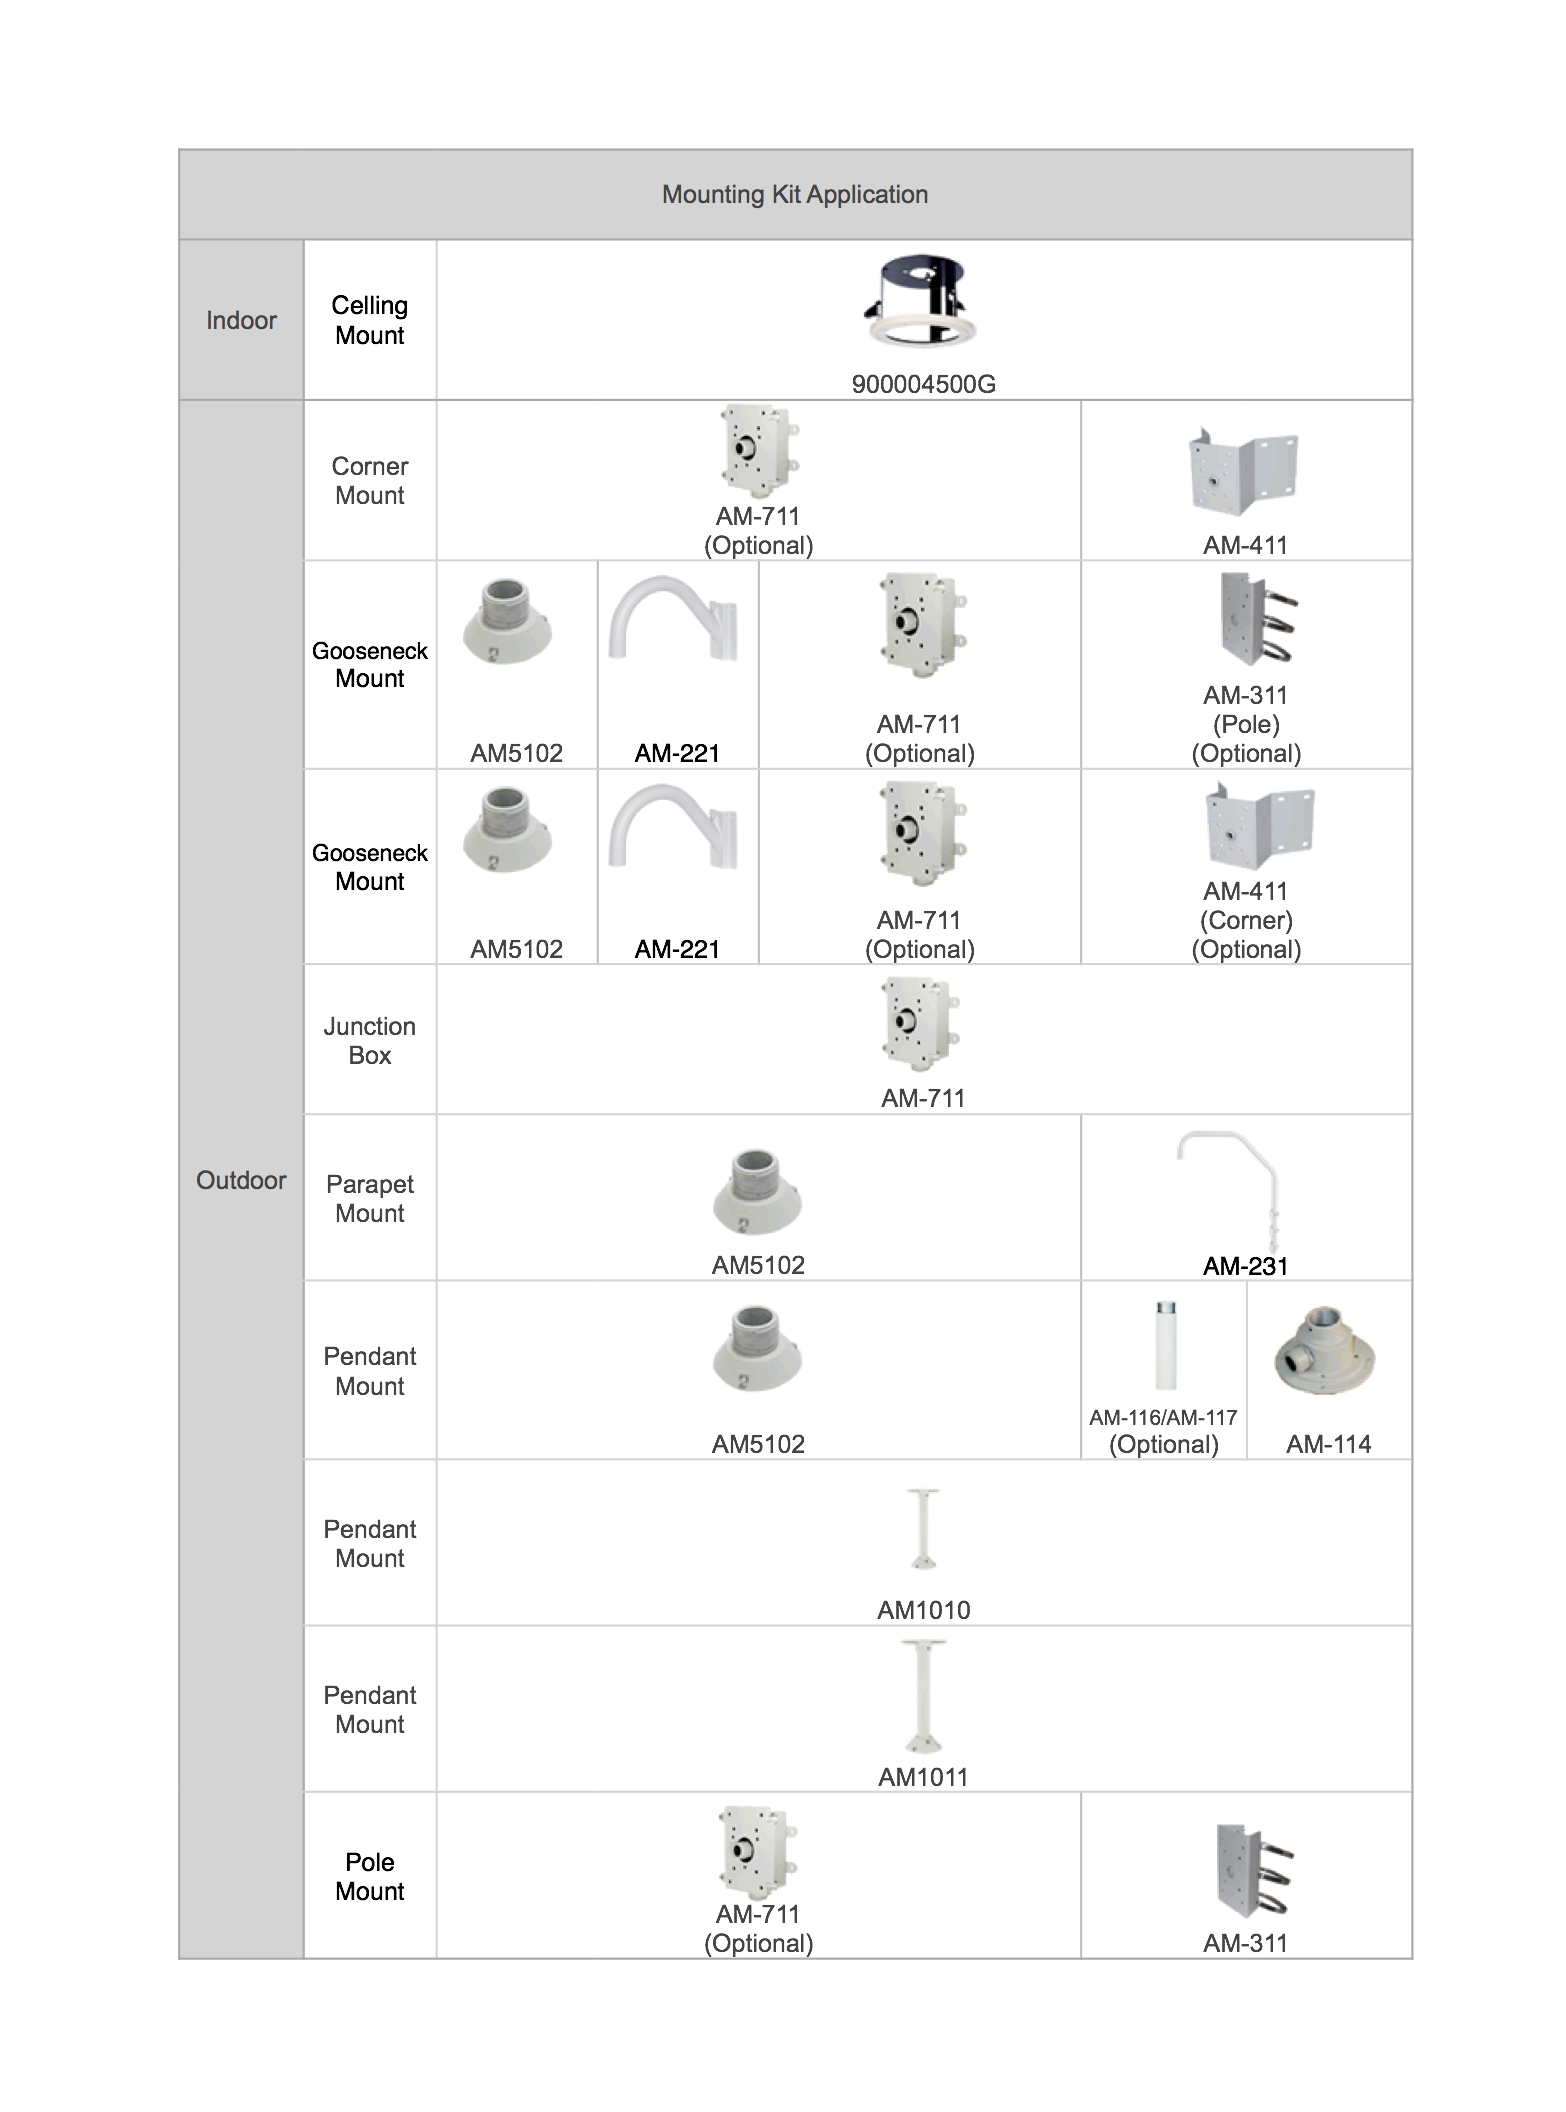 Mounting Kit Application
Indoor
Celling
Mount
900004500G
Outdoor
Corner
Mount
AM-711
(Optional)
AM-411
Gooseneck
Mount
AM5102
AM-221
AM-711
(Optional)
AM-311
(Pole)
(Optional)
Gooseneck
Mount
AM5102
AM-221
AM-711
(Optional)
AM-411
(Corner)
(Optional)
Junction
Box
AM-711
Parapet
Mount
AM5102
AM-231
Pendant
Mount
AM5102
AM-116/AM-117
(Optional)
AM-114
Pendant
Mount
AM1010
Pendant
Mount
AM1011
Pole
Mount
AM-711
(Optional)
AM-311